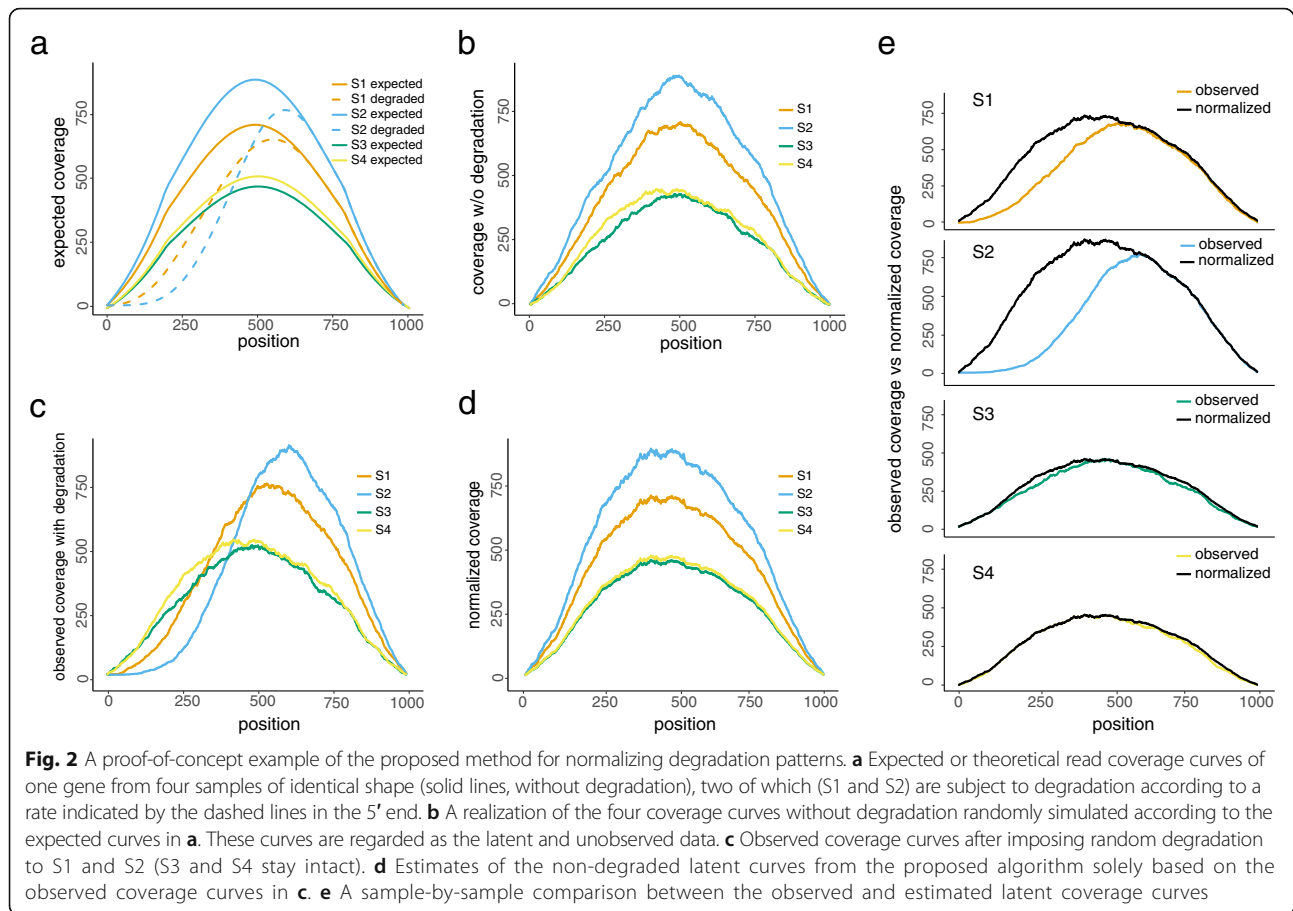 a
expected coverage
0 250 500 750
0 250 500 750 1000
position
S1 expected
S1 degraded
S2 expected
S2 degraded
S3 expected
S4 expected
b
coverage w/o degradation
0 250 500 750
0 250 500 750 1000
position
S1
S2
S3
S4
c
observed coverage with degradation
0 250 500 750
0 250 500 750 1000
position
S1
S2
S3
S4
d
normalized coverage
0 250 500 750
0 250 500 750 1000
position
S1
S2
S3
S4
e
observed coverage vs normalized coverage
S1
observed
normalized
0 250 500 750
S2
observed
normalized
0 250 500 750
S3
observed
normalized
0 250 500 750
S4
observed
normalized
0 250 500 750
0 250 500 750 1000
position
Fig. 2 A proof-of-concept example of the proposed method for normalizing degradation patterns. a Expected or theoretical read coverage curves of
one gene from four samples of identical shape (solid lines, without degradation), two of which (S1 and S2) are subject to degradation according to a
rate indicated by the dashed lines in the 5′ end. b A realization of the four coverage curves without degradation randomly simulated according to the
expected curves in a. These curves are regarded as the latent and unobserved data. c Observed coverage curves after imposing random degradation
to S1 and S2 (S3 and S4 stay intact). d Estimates of the non-degraded latent curves from the proposed algorithm solely based on the
observed coverage curves in c. e A sample-by-sample comparison between the observed and estimated latent coverage curves